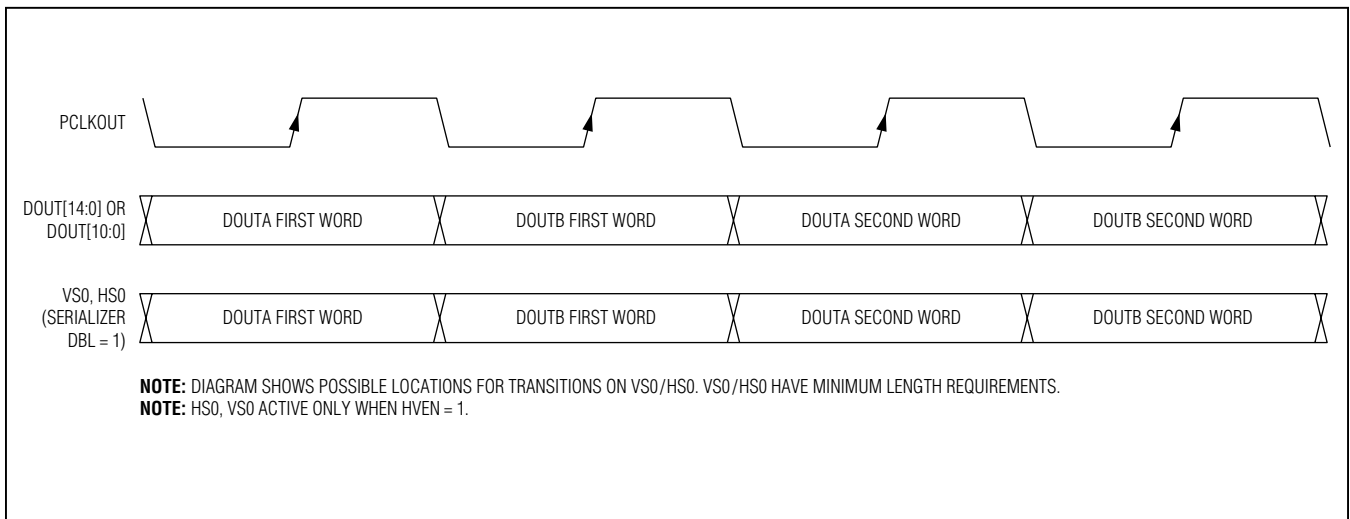 PCLKOUT
DOUT[14:0] OR
DOUT[10:0]
DOUTA FIRST WORD
DOUTB FIRST WORD
DOUTA SECOND WORD
DOUTB SECOND WORD
VS0, HS0
(SERIALIZER
DBL = 1)
DOUTA FIRST WORD
DOUTB FIRST WORD
DOUTA SECOND WORD
DOUTB SECOND WORD
NOTE: DIAGRAM SHOWS POSSIBLE LOCATIONS FOR TRANSITIONS ON VS0/HS0. VS0/HS0 HAVE MINIMUM LENGTH REQUIREMENTS.
NOTE: HS0, VS0 ACTIVE ONLY WHEN HVEN = 1.